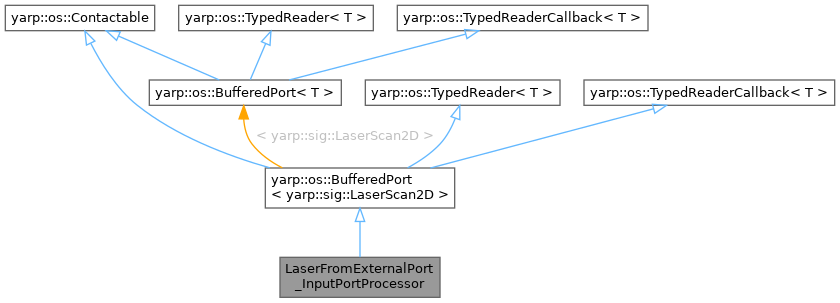 yarp::os::Contactable
yarp::os::TypedReader< T >
yarp::os::TypedReaderCallback< T >
yarp::os::BufferedPort< T >
yarp::os::TypedReader< T >
yarp::os::TypedReaderCallback< T >
< yarp::sig::LaserScan2D >
yarp::os::BufferedPort
< yarp::sig::LaserScan2D >
LaserFromExternalPort
_InputPortProcessor